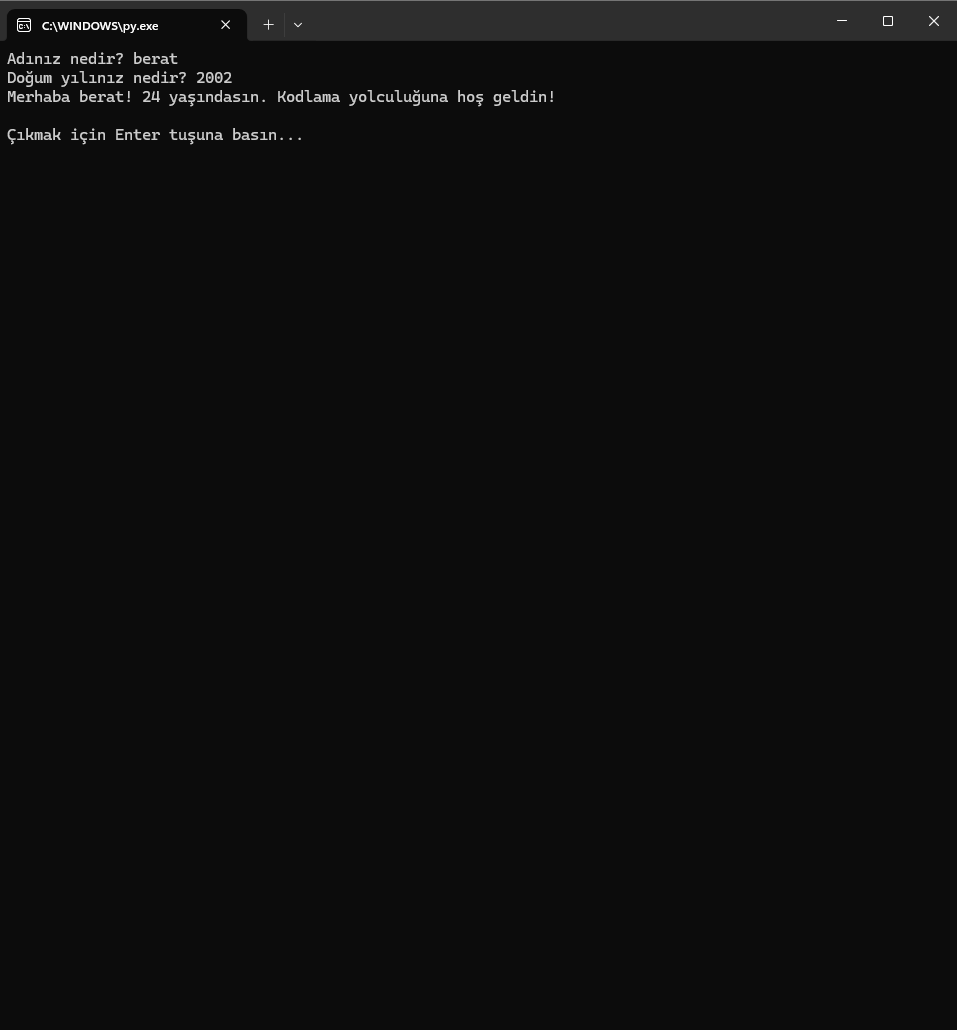 C:\WINDOWS\py.exe
Adınız nedir? berat
Doğum yılınız nedir? 2002
Merhaba berat! 24 yaşındasın. Kodlama yolculuğuna hoş geldin!
Çıkmak için Enter tuşuna basın...